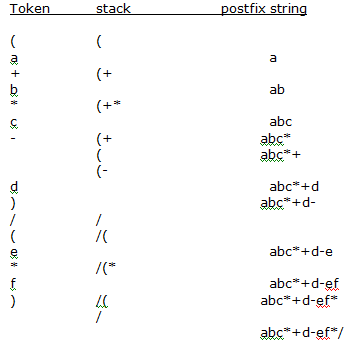 Token stack postfix string
( (
a a
+ (+
b ab
* (+*
c abc
- (+ abc*
( abc*+
(-
d abc*+d
) abc*+d-
/ /
( /(
e abc*+d-e
* /(*
f abc*+d-ef
) /( abc*+d-ef*
/
abc*+d-ef*/